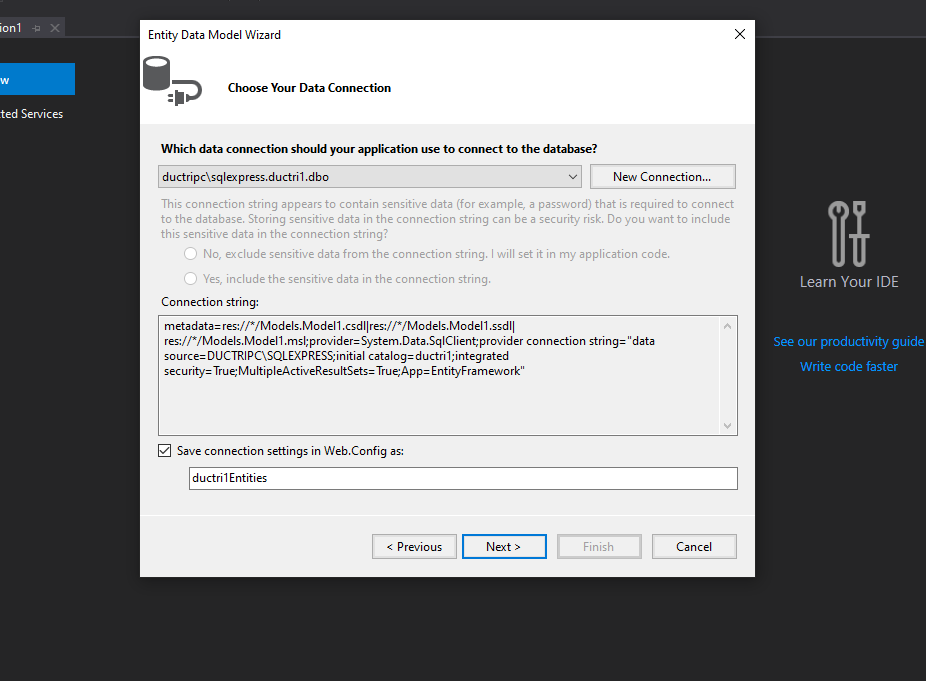 ion1
Entity Data Model Wizard
Choose Your Data Connection
w
ted Services
Which data connection should your application use to connect to the database?
ductripc\sqlexpress.ductri1.dbo
New Connection...
This connection string appears to contain sensitive data (for example, a password) that is required to connect
to the database. Storing sensitive data in the connection string can be a security risk. Do you want to include
this sensitive data in the connection string?
No, exclude sensitive data from the connection string. I will set it in my application code.
Yes, include the sensitive data in the connection string.
Connection string:
metadata=res://*/Models.Model1.csdl|res://*/Models.Model1.ssdl|
res://*/Models.Model1.msl;provider=System.Data.SqlClient;provider connection string="data
source=DUCTRIPC\SQLEXPRESS;initial catalog=ductri1;integrated
security=True;MultipleActiveResultSets=True;App=EntityFramework"
Save connection settings in Web.Config as:
ductri1Entities
< Previous
Next >
Finish
Cancel
Learn Your IDE
See our productivity guide
Write code faster